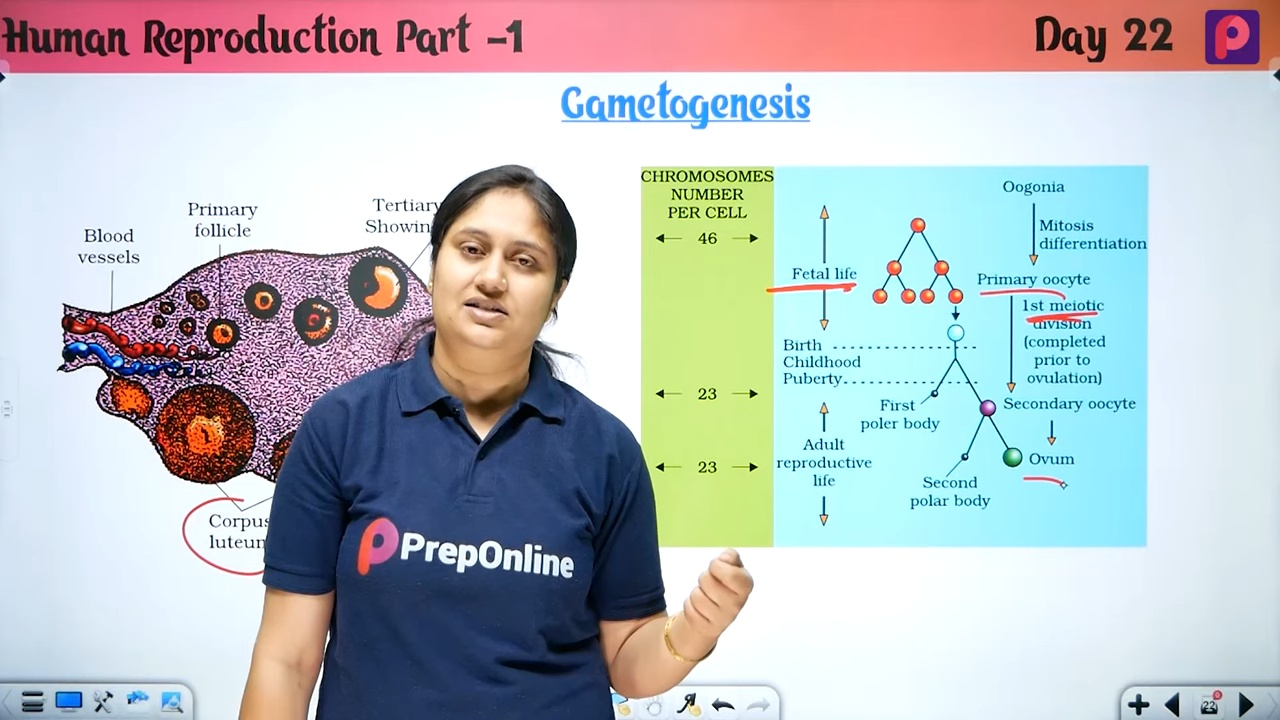 Human Reproduction Part -1
Day 22
Gametogenesis
Blood
vessels
Primary
follicle
Tertiary
Showin
Corpus
luteum
CHROMOSOMES
NUMBER
PER CELL
46
23
23
Fetal life
Birth
Childhood
Puberty
Adult
reproductive
life
First
poler body
Second
polar body
Oogonia
Mitosis
differentiation
Primary oocyte
1st meiotic
division
(completed
prior to
ovulation)
Secondary oocyte
Ovum
PrepOnline
22